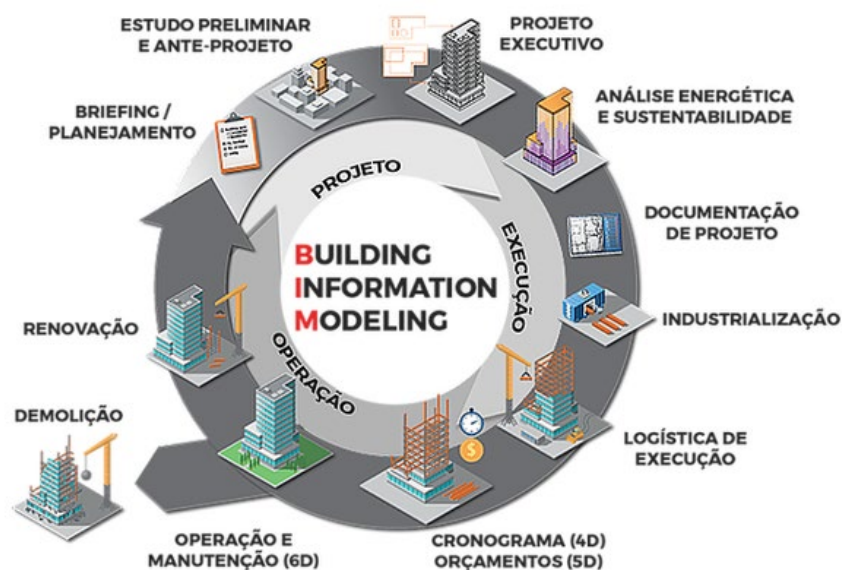 ESTUDO PRELIMINAR
E ANTE-PROJETO
PROJETO
EXECUTIVO
BRIEFING /
PLANEJAMENTO
ANÁLISE ENERGÉTICA
E SUSTENTABILIDADE
PROJETO
DOCUMENTAÇÃO
DE PROJETO
EXECUÇÃO
BUILDING
INFORMATION
MODELING
INDUSTRIALIZAÇÃO
RENOVAÇÃO
OPERAÇÃO
DEMOLIÇÃO
LOGÍSTICA DE
EXECUÇÃO
$
OPERAÇÃO E
MANUTENÇÃO (6D)
CRONOGRAMA (4D)
ORÇAMENTOS (5D)